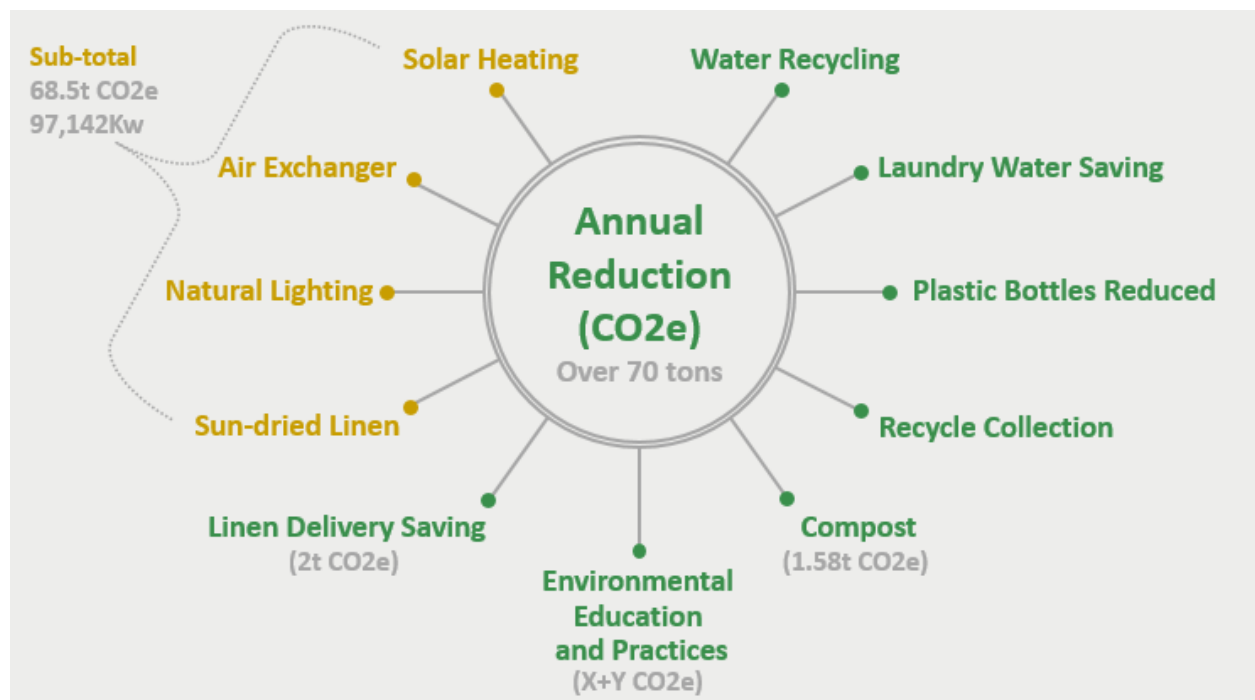 Sub-total
68.5t CO2e
97,142Kw
Solar Heating
Water Recycling
Air Exchanger
Laundry Water Saving
Annual
Reduction
(CO2e)
Over 70 tons
Natural Lighting
Plastic Bottles Reduced
Sun-dried Linen
Recycle Collection
Linen Delivery Saving
(2t CO2e)
Compost
(1.58t CO2e)
Environmental
Education
and Practices
(X+Y CO2e)